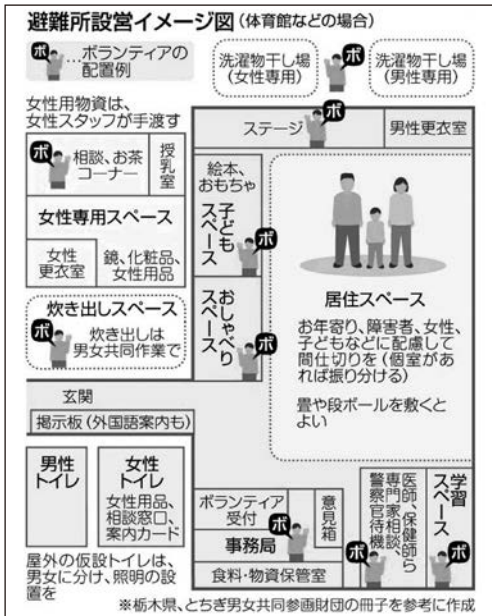 避難所設営イメージ図(体育館などの場合)
ボ …ボランティアの
配置例
洗濯物干し場
(女性専用)
ボ
洗濯物干し場
(男性専用)
女性用物資は、
女性スタッフが手渡す
ボ
相談、お茶
コーナー
授乳室
女性専用スペース
女性
更衣室
鏡、化粧品、
女性用品
ステージ
ボ
男性更衣室
絵本、
おもちゃ
子どもスペース
ボ
おしゃべりスペース
ボ
居住スペース
お年寄り、障害者、女性、
子どもなどに配慮して
間仕切りを(個室があ
れば振り分ける)
畳や段ボールを敷くと
よい
炊き出しスペース
ボ
炊き出しは
男女共同作業で
玄関
掲示板(外国語案内も)
男性
トイレ
女性
トイレ
女性用品、
相談窓口、
案内カード
屋外の仮設トイレは、
男女に分け、照明の設
置を
ボランティア
受付
意見箱
事務局
ボ
食料・物資保管室
医師、保健師ら
専門家相談、
警察官待機
ボ
学習
スペース
ボ
※栃木県、とちぎ男女共同参画財団の冊子を参考に作成